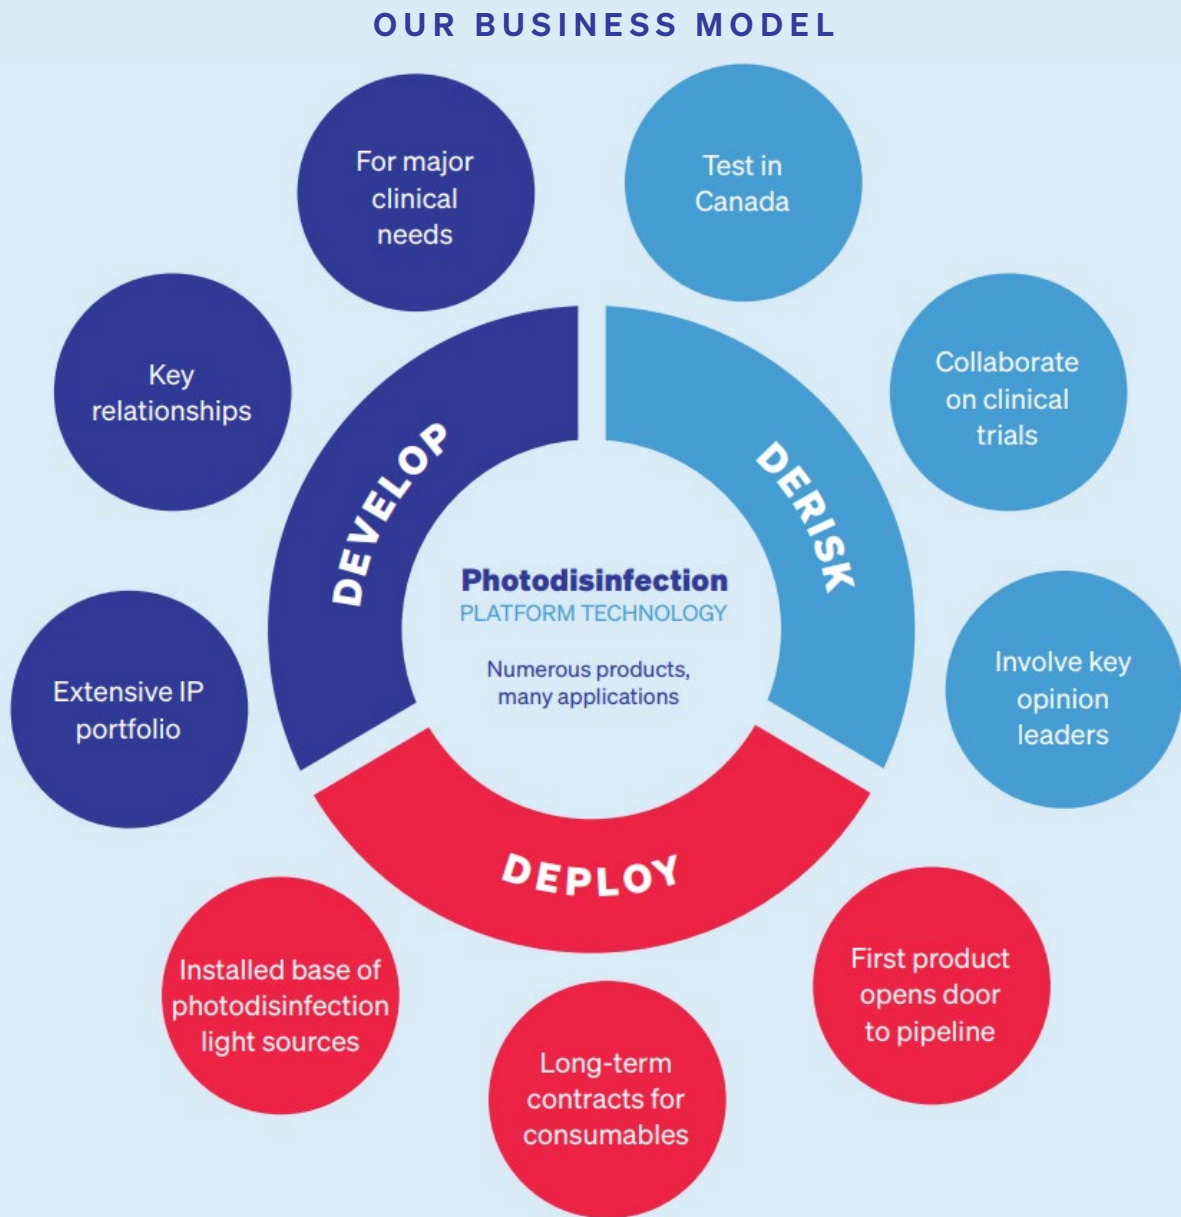 OUR BUSINESS MODEL
For major
clinical
needs
Test in
Canada
Key
relationships
Collaborate
on clinical
trials
DEVELOP
DERISK
Photodisinfection
PLATFORM TECHNOLOGY
Numerous products,
many applications
Extensive IP
portfolio
Involve key
opinion
leaders
DEPLOY
Installed base of
photodisinfection
light sources
Long-term
contracts for
consumables
First product
opens door
to pipeline